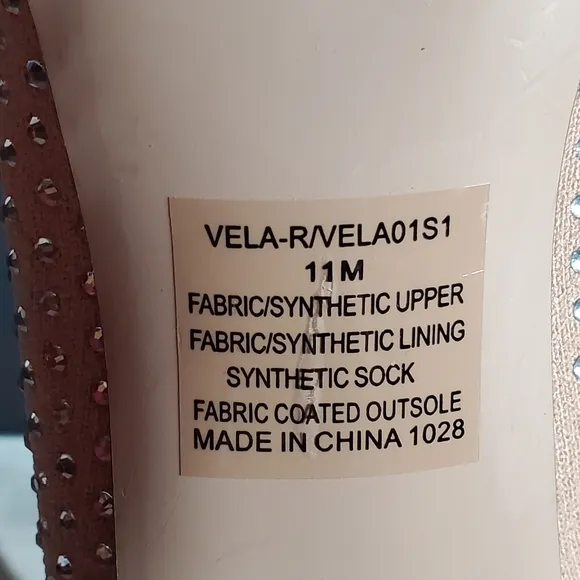 VELA-R/VELA01S1
11M
FABRIC/SYNTHETIC UPPER
FABRIC/SYNTHETIC LINING
SYNTHETIC SOCK
FABRIC COATED OUTSOLE
MADE IN CHINA 1028